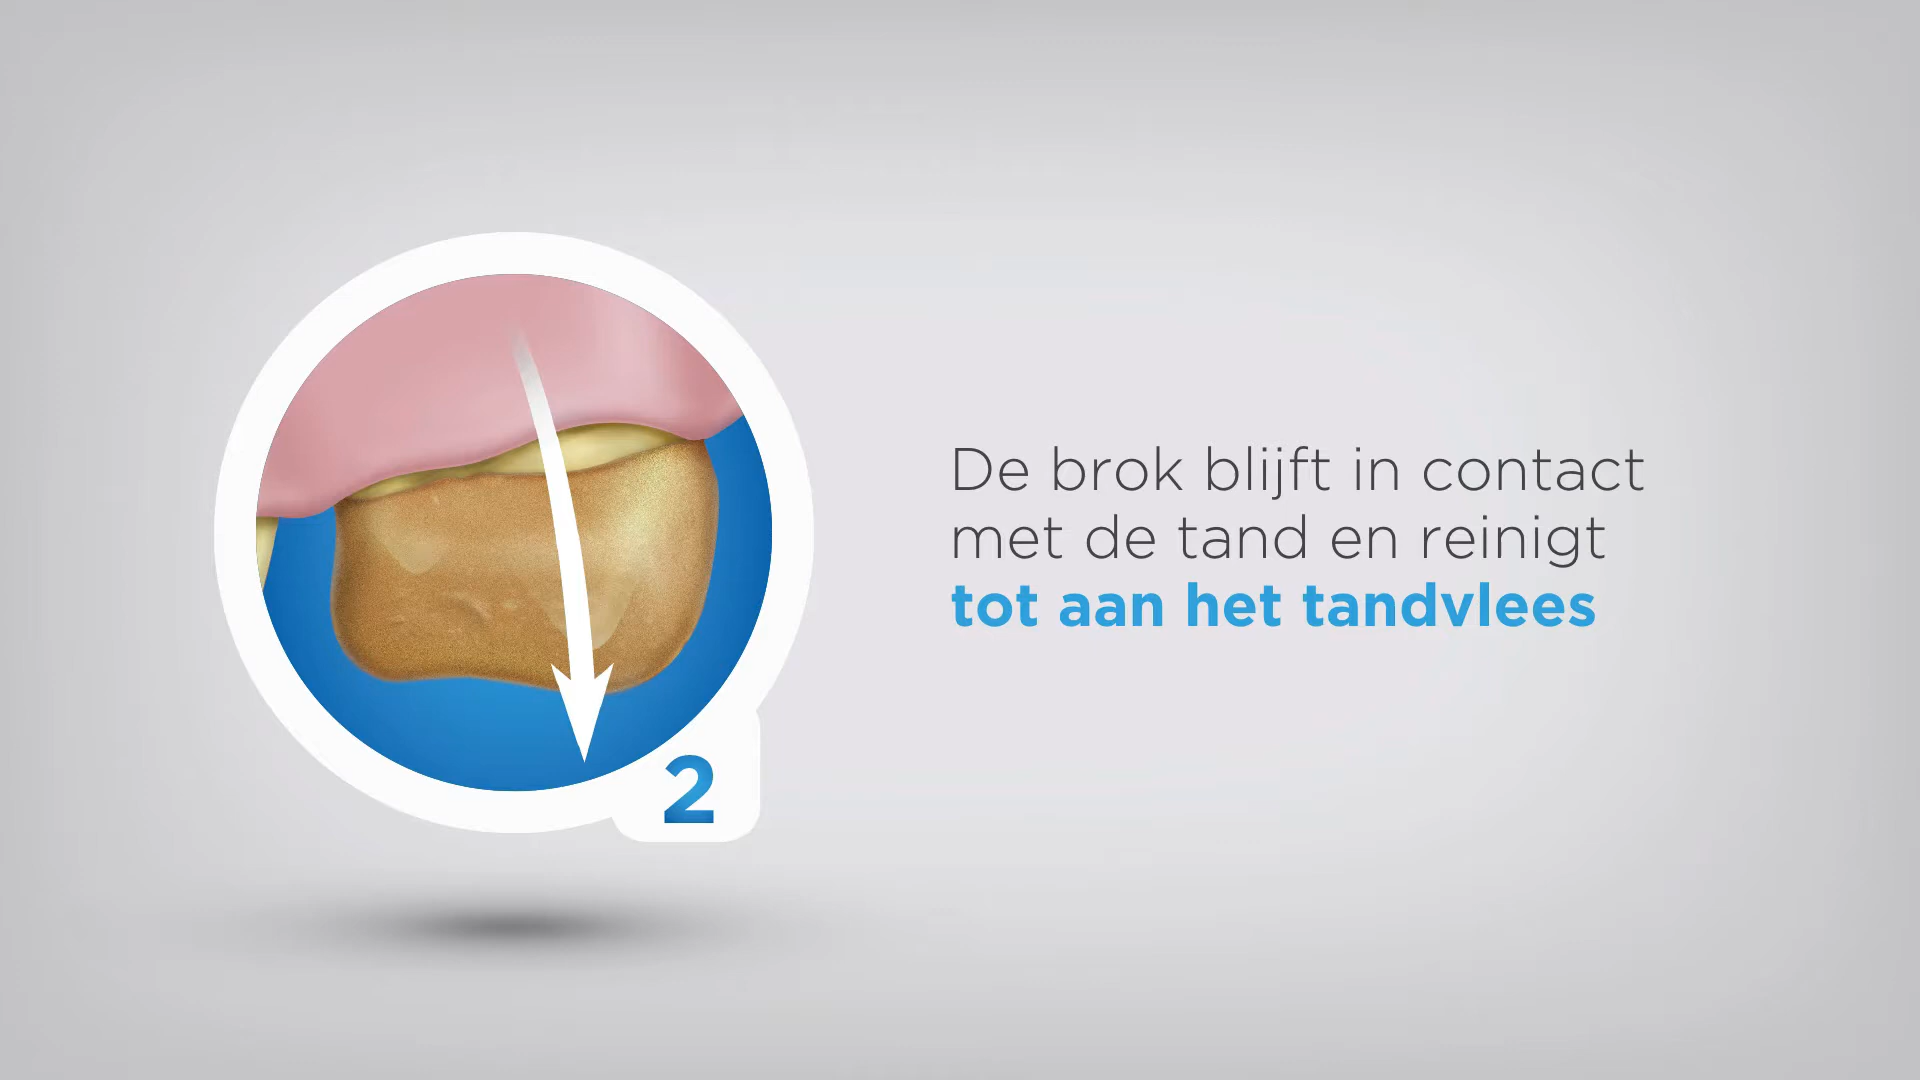 De brok blijft in contact
met de tand en reinigt
tot aan het tandvlees
2